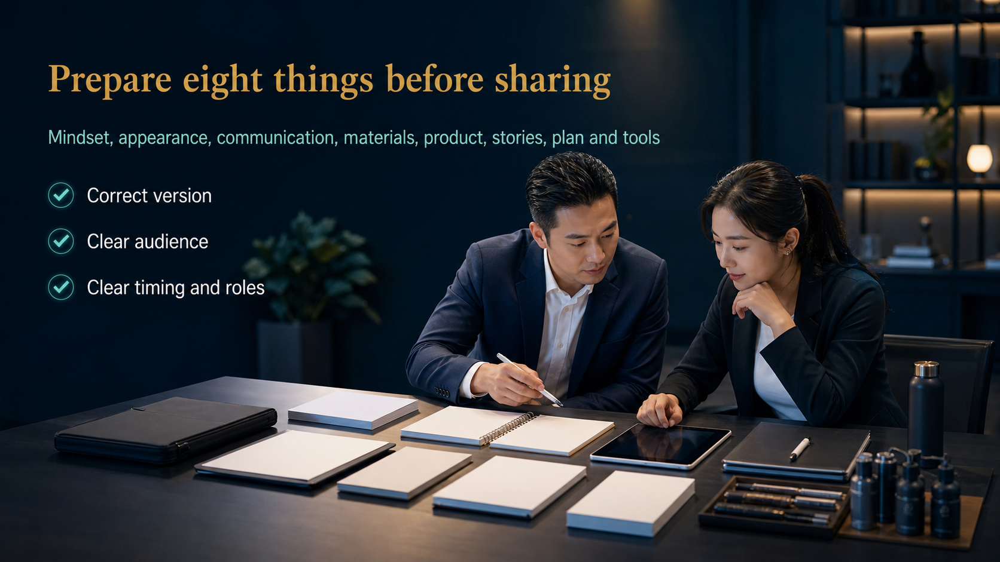 Prepare eight things before sharing
Mindset, appearance, communication, materials, product, stories, plan and tools
Correct version
Clear audience
Clear timing and roles